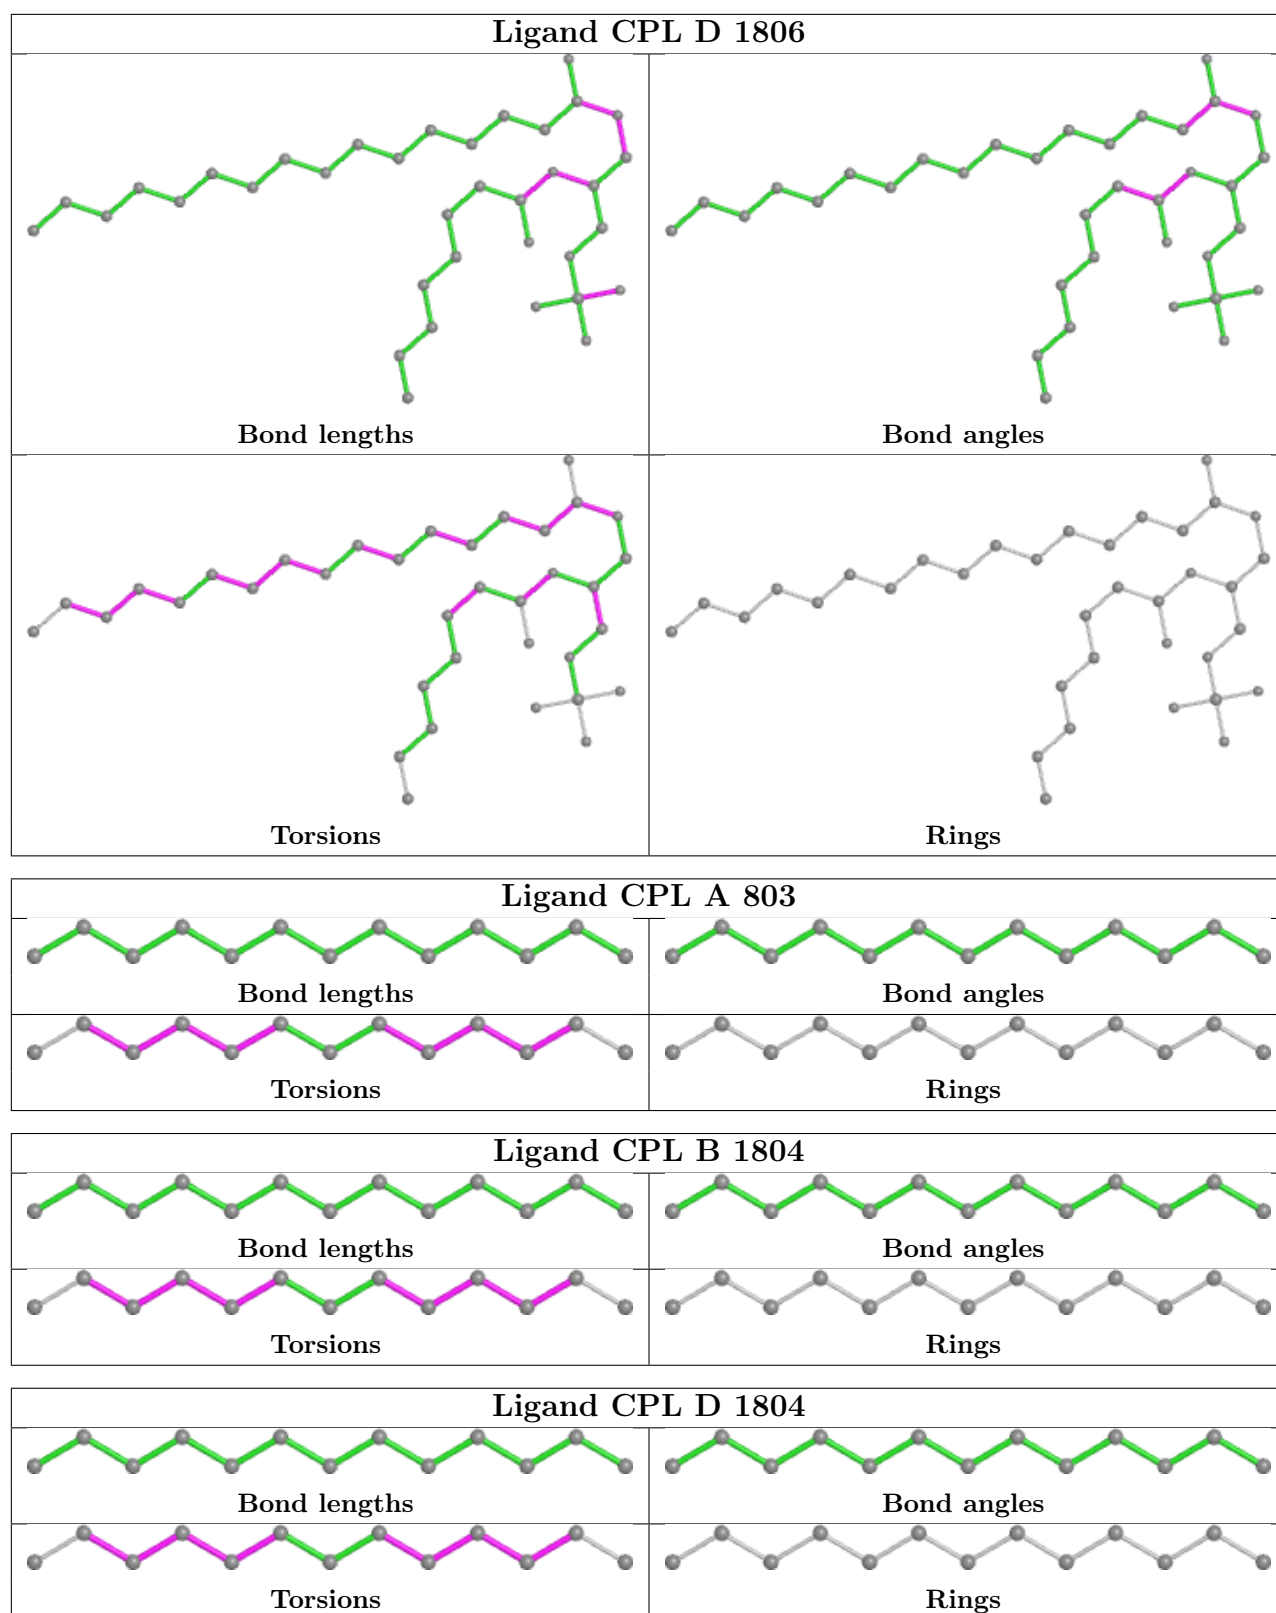 Ligand CPL D 1806
Bond lengths
Bond angles
Torsions
Rings
Ligand CPL A 803
Bond lengths
Bond angles
Torsions
Rings
Ligand CPL B 1804
Bond lengths
Bond angles
Torsions
Rings
Ligand CPL D 1804
Bond lengths
Bond angles
Torsions
Rings